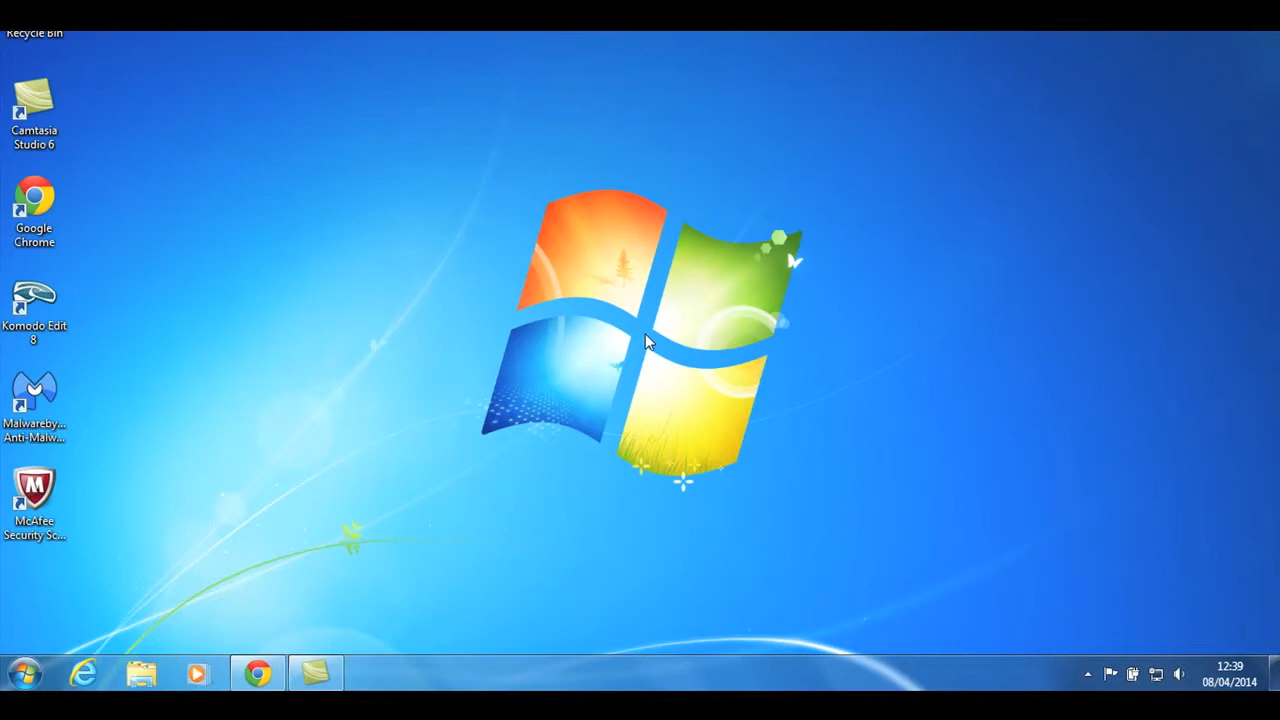 Recycle Bin
Camtasia
Studio 6
Google
Chrome
Komodo Edit
8
Malwareby...
Anti-Malw...
McAfee
Security Sc...
12:39
08/04/2014